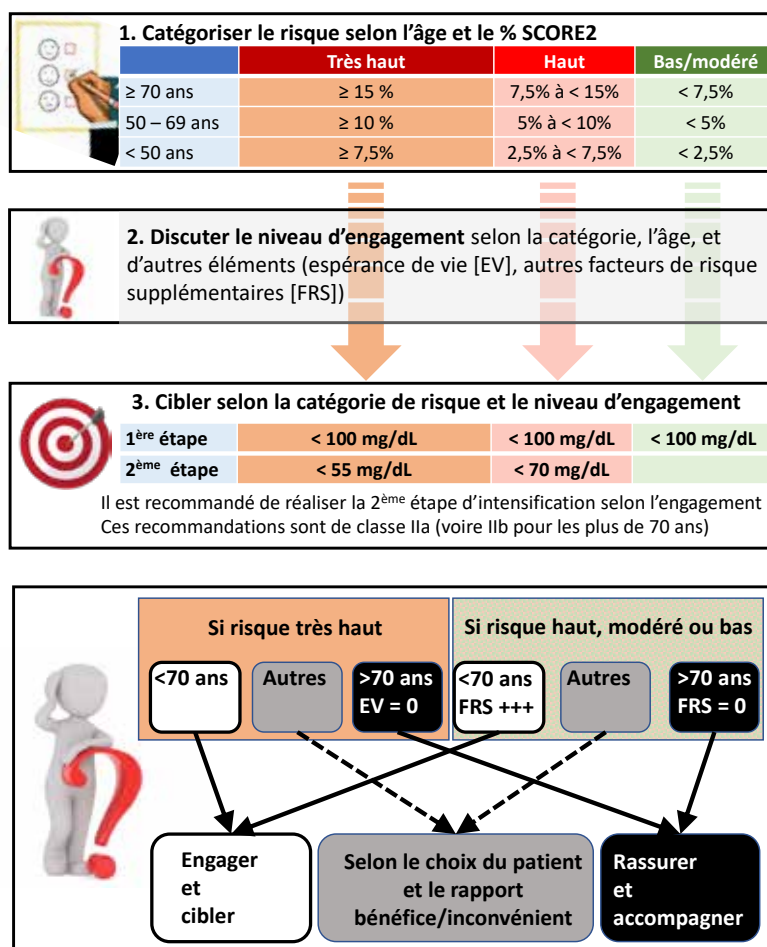 1. Catégoriser le risque selon l'âge et le % SCORE2
Très haut Haut Bas/modéré
≥ 70 ans ≥ 15 % 7,5% à < 15% < 7,5%
50 – 69 ans ≥ 10 % 5% à < 10% < 5%
< 50 ans ≥ 7,5% 2,5% à < 7,5% < 2,5%
2. Discuter le niveau d'engagement selon la catégorie, l'âge, et
d'autres éléments (espérance de vie [EV], autres facteurs de risque
supplémentaires [FRS])
3. Cibler selon la catégorie de risque et le niveau d'engagement
1ère étape < 100 mg/dL < 100 mg/dL < 100 mg/dL
2ème étape < 55 mg/dL < 70 mg/dL
Il est recommandé de réaliser la 2ème étape d'intensification selon l'engagement
Ces recommandations sont de classe IIa (voire IIb pour les plus de 70 ans)
Si risque très haut Si risque haut, modéré ou bas
<70 ans Autres >70 ans <70 ans Autres >70 ans
EV = 0 FRS +++ FRS = 0
Engager Selon le choix du patient Rassurer
et et le rapport et
cibler bénéfice/inconvénient accompagner